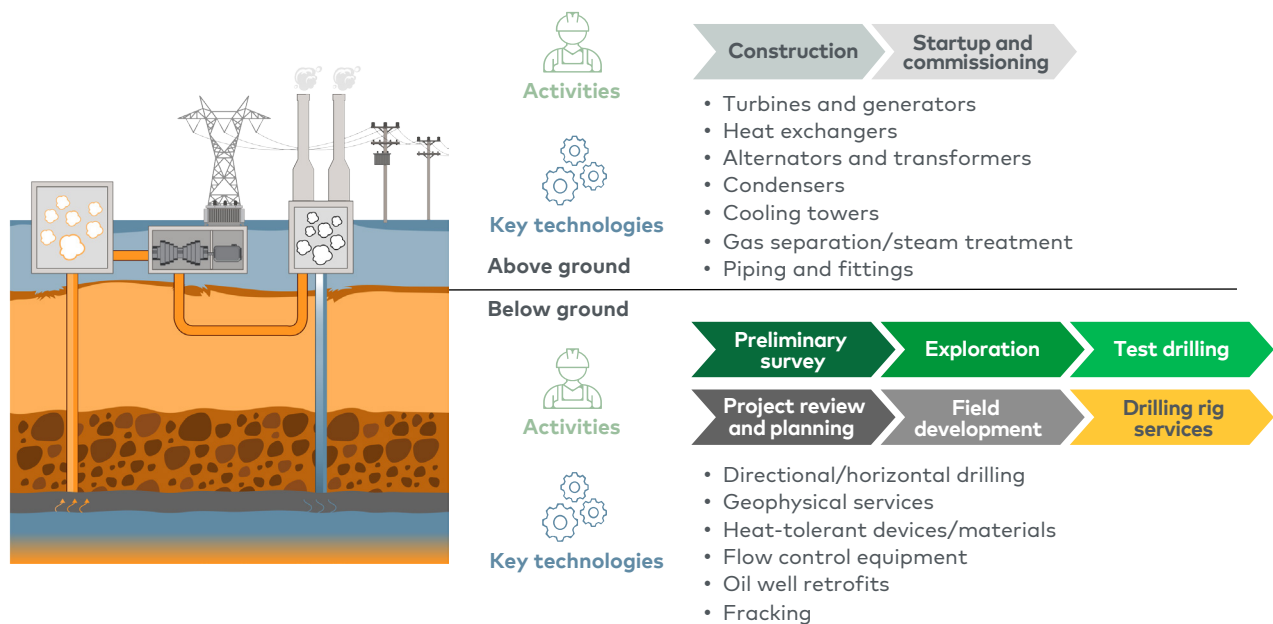 Activities
Construction
Startup and
commissioning
Key technologies
• Turbines and generators
• Heat exchangers
• Alternators and transformers
• Condensers
• Cooling towers
• Gas separation/steam treatment
• Piping and fittings
Above ground
Below ground
Activities
Preliminary
survey
Exploration
Test drilling
Project review
and planning
Field
development
Drilling rig
services
Key technologies
• Directional/horizontal drilling
• Geophysical services
• Heat-tolerant devices/materials
• Flow control equipment
• Oil well retrofits
• Fracking